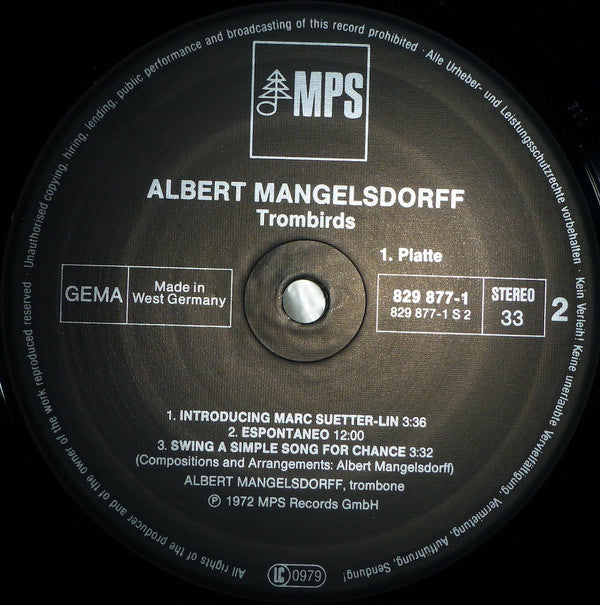 Unauthorised copying, hiring, lending, public performance and broadcasting of this record prohibited · Alle Urheber- und Leistungsschutzrechte vorbehalten · Kein Verleih! Keine unerlaubte Vervielfältigung, Vermietung, Aufführung, Sendung!
MPS
ALBERT MANGELSDORFF
Trombirds
1. Platte
GEMA
Made in
West Germany
829 877-1
829 877-1 S 2
STEREO
33
2
1. INTRODUCING MARC SUETTER-LIN 3:36
2. ESPONTANEO 12:00
3. SWING A SIMPLE SONG FOR CHANCE 3:32
(Compositions and Arrangements: Albert Mangelsdorff)
ALBERT MANGELSDORFF, trombone
℗ 1972 MPS Records GmbH
LC 0979
All rights of the producer and of the owner of the work reproduced reserved